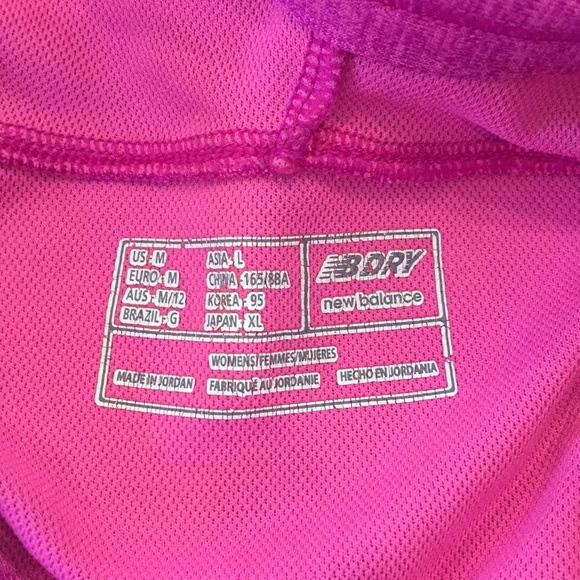 US - M
EURO - M
AUS - M/12
BRAZIL - G
ASIA - L
CHINA - 165/88A
KOREA - 95
JAPAN - XL
NB DRY
new balance
WOMENS/FEMMES/MUJERES
MADE IN JORDAN
FABRIQUÉ AU JORDANIE
HECHO EN JORDANIA